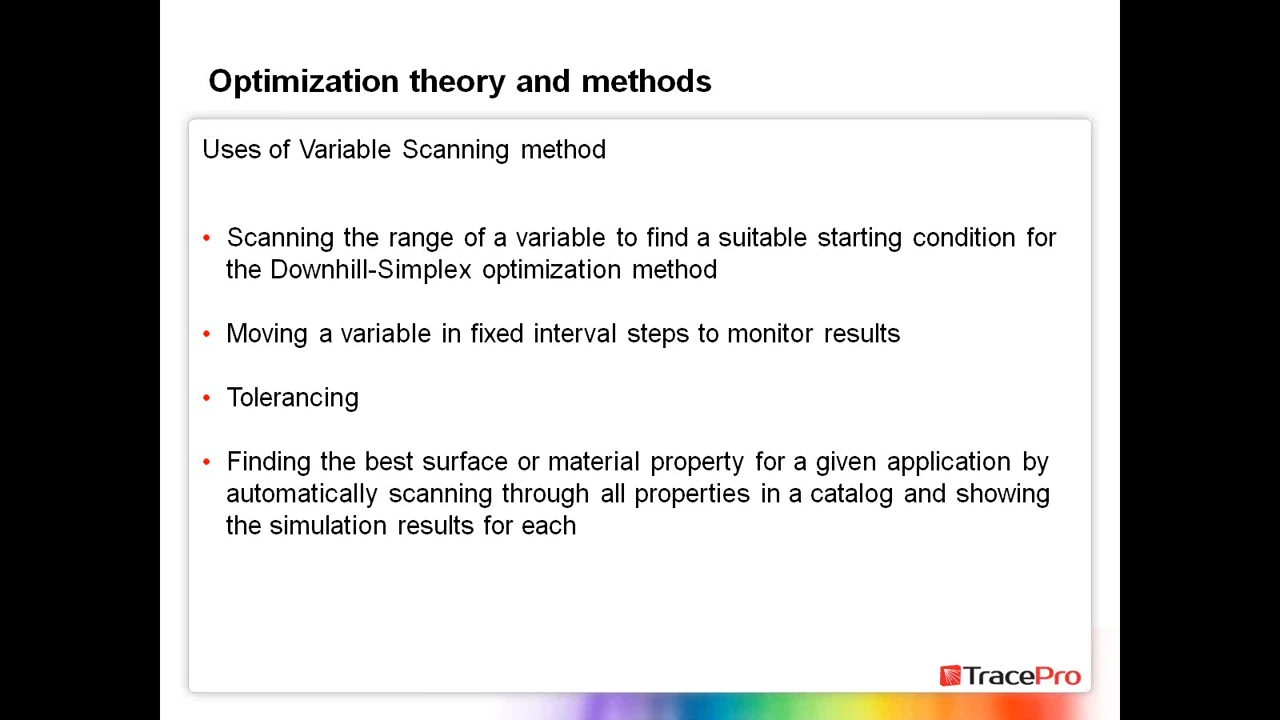 Optimization theory and methods
Uses of Variable Scanning method
• Scanning the range of a variable to find a suitable starting condition for
the Downhill-Simplex optimization method
• Moving a variable in fixed interval steps to monitor results
• Tolerancing
• Finding the best surface or material property for a given application by
automatically scanning through all properties in a catalog and showing
the simulation results for each
TracePro